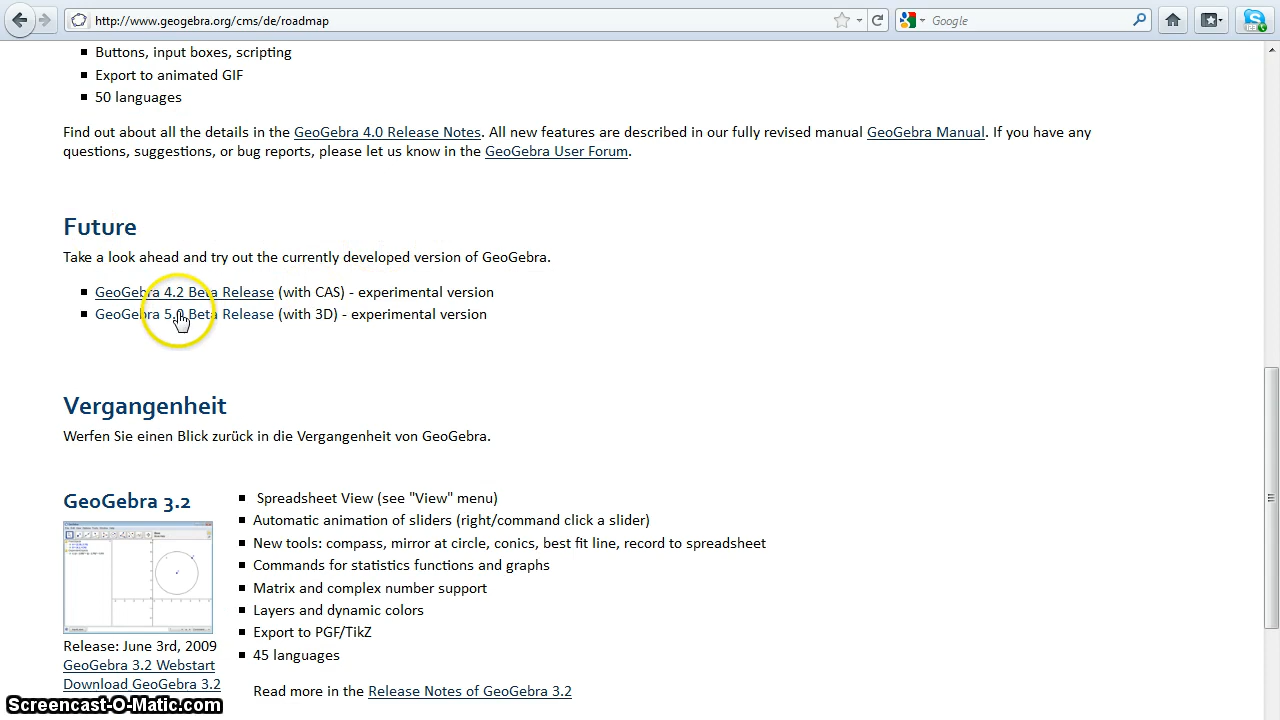 http://www.geogebra.org/cms/de/roadmap
Google
Buttons, input boxes, scripting
Export to animated GIF
50 languages
Find out about all the details in the GeoGebra 4.0 Release Notes. All new features are described in our fully revised manual GeoGebra Manual. If you have any
questions, suggestions, or bug reports, please let us know in the GeoGebra User Forum.
Future
Take a look ahead and try out the currently developed version of GeoGebra.
GeoGebra 4.2 Beta Release (with CAS) - experimental version
GeoGebra 5.0 Beta Release (with 3D) - experimental version
Vergangenheit
Werfen Sie einen Blick zurück in die Vergangenheit von GeoGebra.
GeoGebra 3.2
Release: June 3rd, 2009
GeoGebra 3.2 Webstart
Download GeoGebra 3.2
Spreadsheet View (see "View" menu)
Automatic animation of sliders (right/command click a slider)
New tools: compass, mirror at circle, conics, best fit line, record to spreadsheet
Commands for statistics functions and graphs
Matrix and complex number support
Layers and dynamic colors
Export to PGF/TikZ
45 languages
Read more in the Release Notes of GeoGebra 3.2
Screencast-O-Matic.com